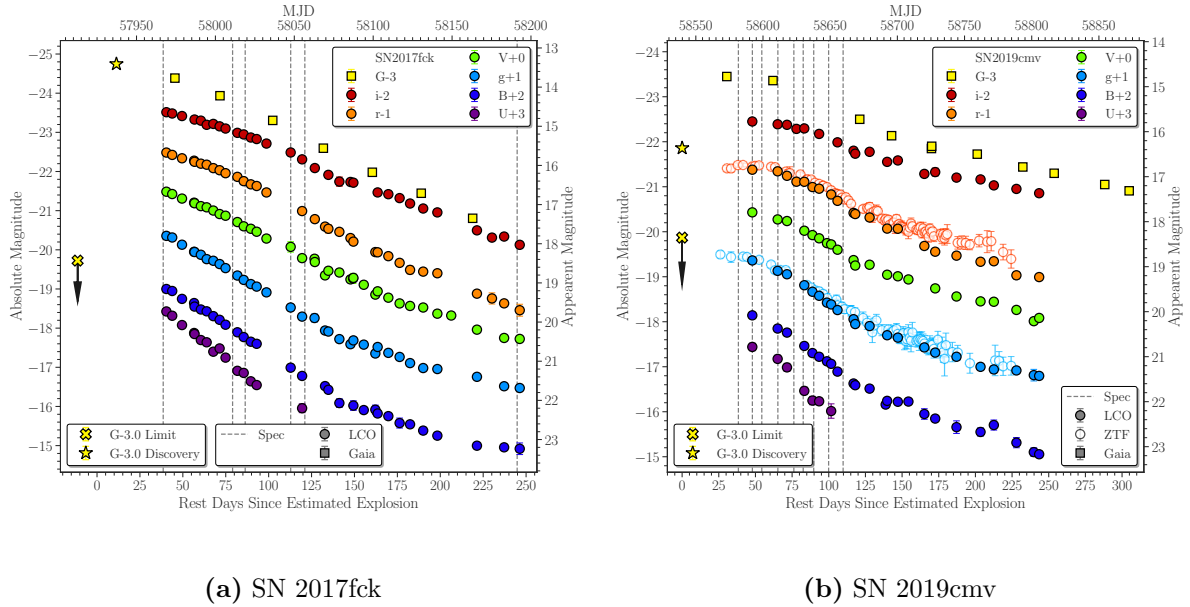 MJD
57950 58000 58050 58100 58150 58200
−25
−24
−23
−22
−21
−20
−19
−18
−17
−16
−15
Absolute Magnitude
SN2017fck
G-3
i-2
r-1
V+0
g+1
B+2
U+3
13
14
15
16
17
18
19
20
21
22
23
Appearent Magnitude
G-3.0 Limit
G-3.0 Discovery
Spec
LCO
Gaia
0 25 50 75 100 125 150 175 200 225 250
Rest Days Since Estimated Explosion
(a) SN 2017fck
MJD
58550 58600 58650 58700 58750 58800 58850
−24
−23
−22
−21
−20
−19
−18
−17
−16
−15
Absolute Magnitude
SN2019cmv
G-3
i-2
r-1
V+0
g+1
B+2
U+3
14
15
16
17
18
19
20
21
22
23
Appearent Magnitude
G-3.0 Limit
G-3.0 Discovery
Spec
LCO
ZTF
Gaia
0 25 50 75 100 125 150 175 200 225 250 275 300
Rest Days Since Estimated Explosion
(b) SN 2019cmv